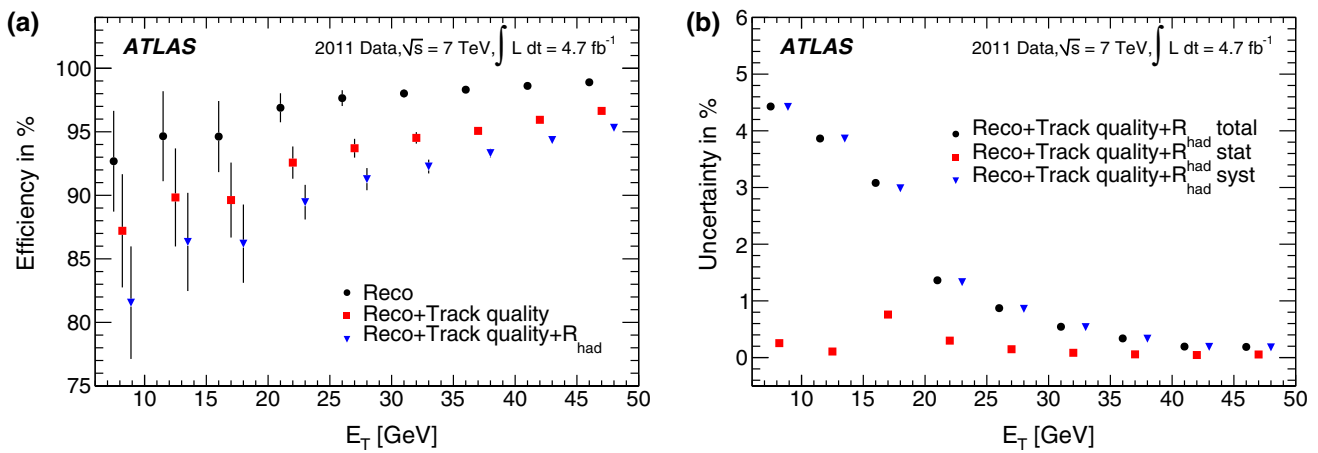 (a)
ATLAS
2011 Data, √s = 7 TeV, ∫ L dt = 4.7 fb⁻¹
Efficiency in %
100
95
90
85
80
75
Reco
Reco+Track quality
Reco+Track quality+R_had
10 15 20 25 30 35 40 45 50
E_T [GeV]
(b)
ATLAS
2011 Data, √s = 7 TeV, ∫ L dt = 4.7 fb⁻¹
Uncertainty in %
6
5
4
3
2
1
0
Reco+Track quality+R_had total
Reco+Track quality+R_had stat
Reco+Track quality+R_had syst
10 15 20 25 30 35 40 45 50
E_T [GeV]